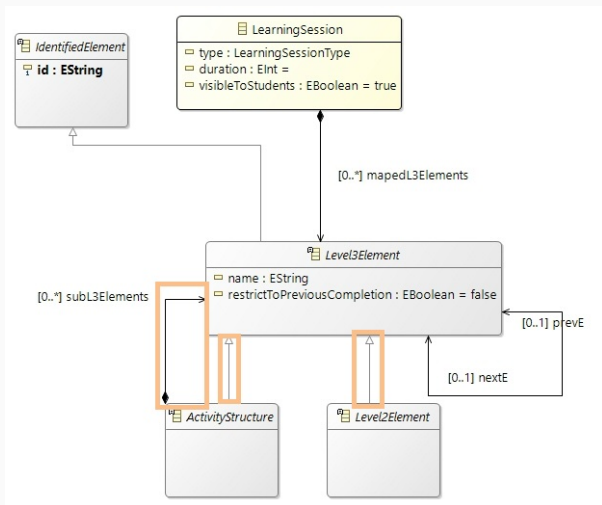 LearningSession
type : LearningSessionType
duration : EInt =
visibleToStudents : EBoolean = true
IdentifiedElement
id : EString
[0..*] mapedL3Elements
Level3Element
name : EString
restrictToPreviousCompletion : EBoolean = false
[0..*] subL3Elements
[0..1] prevE
[0..1] nextE
ActivityStructure
Level2Element